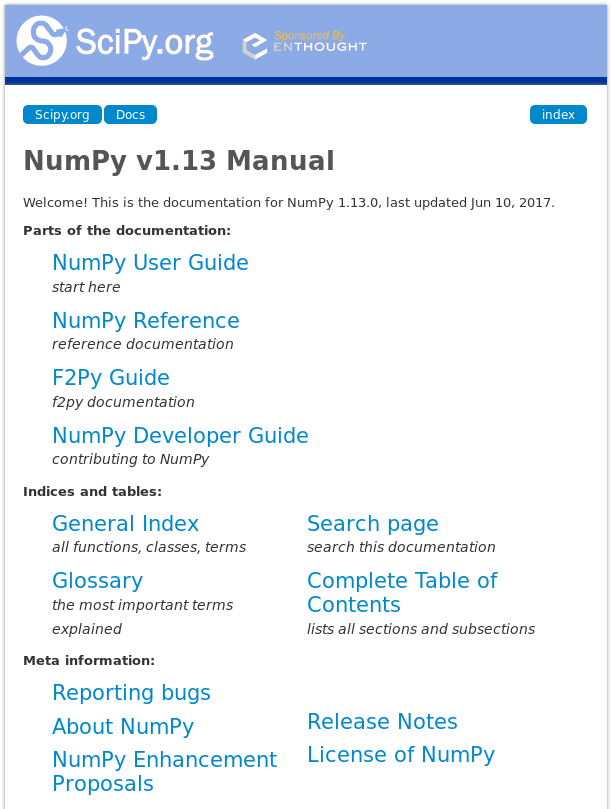 SciPy.org
Sponsored By
ENTHOUGHT
Scipy.org Docs index
NumPy v1.13 Manual
Welcome! This is the documentation for NumPy 1.13.0, last updated Jun 10, 2017.
Parts of the documentation:
NumPy User Guide
start here
NumPy Reference
reference documentation
F2Py Guide
f2py documentation
NumPy Developer Guide
contributing to NumPy
Indices and tables:
General Index
all functions, classes, terms
Glossary
the most important terms
explained
Search page
search this documentation
Complete Table of
Contents
lists all sections and subsections
Meta information:
Reporting bugs
About NumPy
NumPy Enhancement
Proposals
Release Notes
License of NumPy